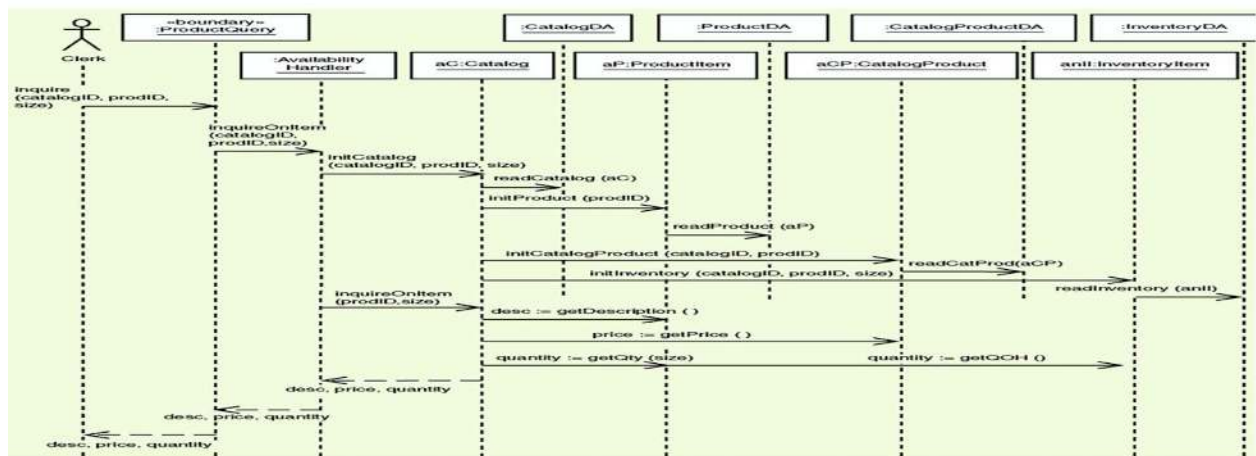 «boundary»
:ProductQuery
:CatalogDA
:ProductDA
:CatalogProductDA
:InventoryDA
Clerk
:Availability
Handler
aC:Catalog
aP:ProductItem
aCP:CatalogProduct
anII:InventoryItem
inquire
(catalogID, prodID,
size)
inquireOnItem
(catalogID,
prodID,size)
initCatalog
(catalogID, prodID, size)
readCatalog (aC)
initProduct (prodID)
readProduct (aP)
initCatalogProduct (catalogID, prodID)
readCatProd(aCP)
initInventory (catalogID, prodID, size)
readInventory (anII)
inquireOnItem
(prodID,size)
desc := getDescription ( )
price := getPrice ( )
quantity := getQty (size)
quantity := getQOH ()
desc, price, quantity
desc, price, quantity
desc, price, quantity